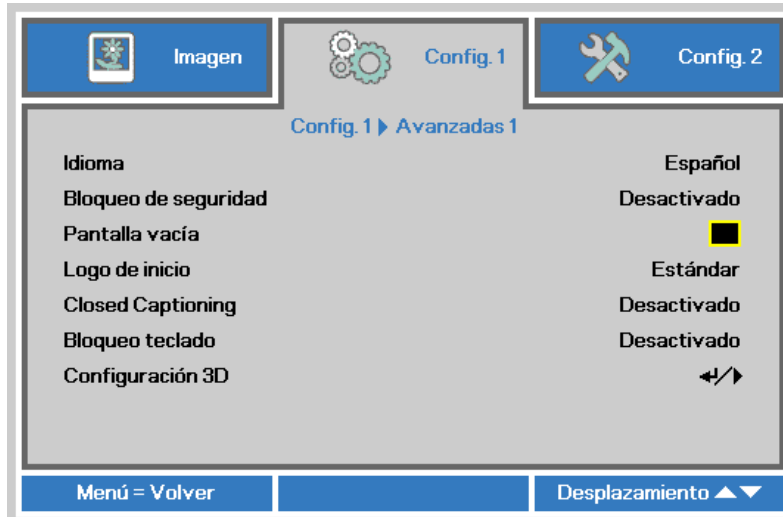 Imagen Config. 1 Config. 2
Config. 1 Avanzadas 1
Idioma Español
Bloqueo de seguridad Desactivado
Pantalla vacía
Logo de inicio Estándar
Closed Captioning Desactivado
Bloqueo teclado Desactivado
Configuración 3D
Menú = Volver Desplazamiento